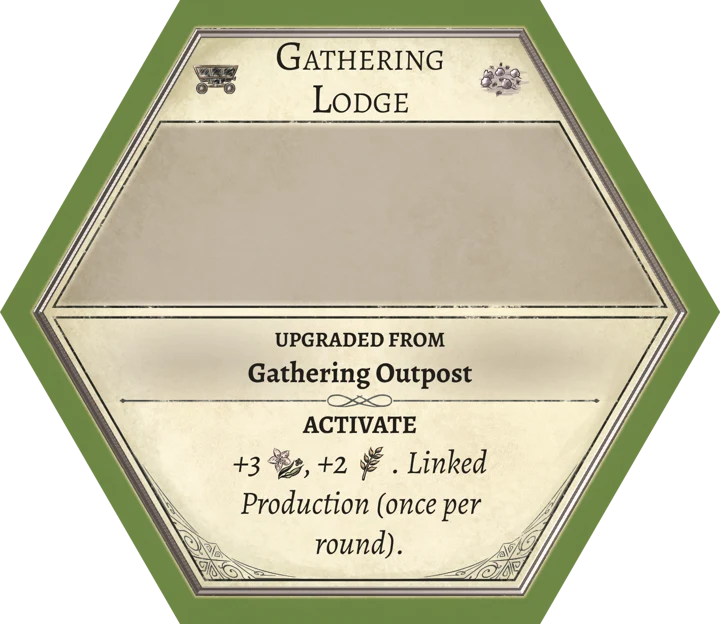 Gathering
Lodge
UPGRADED FROM
Gathering Outpost
ACTIVATE
+3 , +2 . Linked
Production (once per
round).